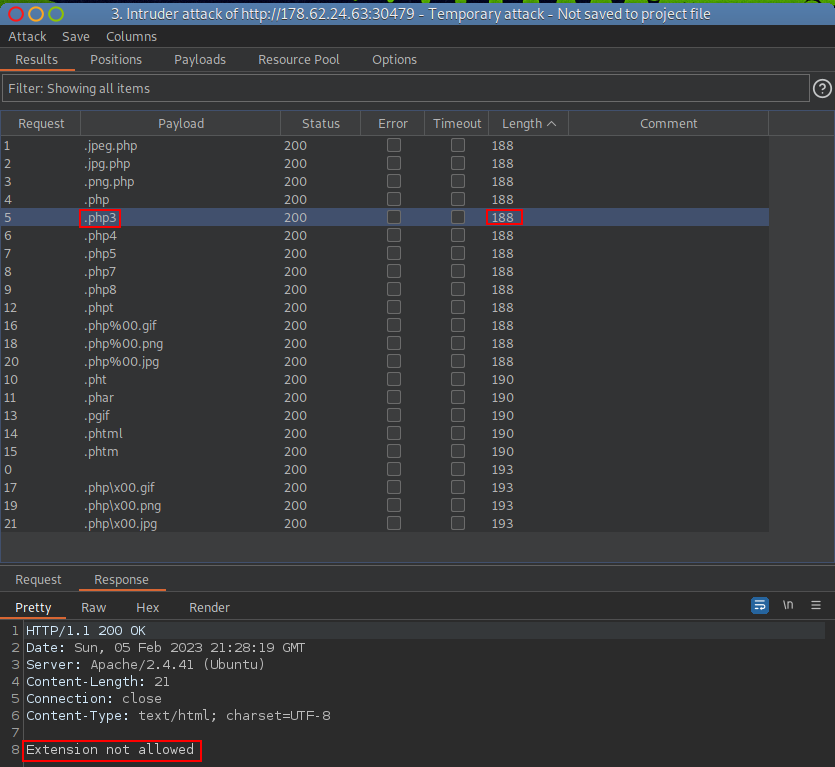 3. Intruder attack of http://178.62.24.63:30479 - Temporary attack - Not saved to project file
Attack Save Columns
Results Positions Payloads Resource Pool Options
Filter: Showing all items ?
Request Payload Status Error Timeout Length Comment
1 .jpeg.php 200 188
2 .jpg.php 200 188
3 .png.php 200 188
4 .php 200 188
5 .php3 200 188
6 .php4 200 188
7 .php5 200 188
8 .php7 200 188
9 .php8 200 188
12 .phpt 200 188
16 .php%00.gif 200 188
18 .php%00.png 200 188
20 .php%00.jpg 200 188
10 .pht 200 190
11 .phar 200 190
13 .pgif 200 190
14 .phtml 200 190
15 .phtm 200 190
0 200 193
17 .php\x00.gif 200 193
19 .php\x00.png 200 193
21 .php\x00.jpg 200 193
Request Response
Pretty Raw Hex Render \n
1 HTTP/1.1 200 OK
2 Date: Sun, 05 Feb 2023 21:28:19 GMT
3 Server: Apache/2.4.41 (Ubuntu)
4 Content-Length: 21
5 Connection: close
6 Content-Type: text/html; charset=UTF-8
7
8 Extension not allowed